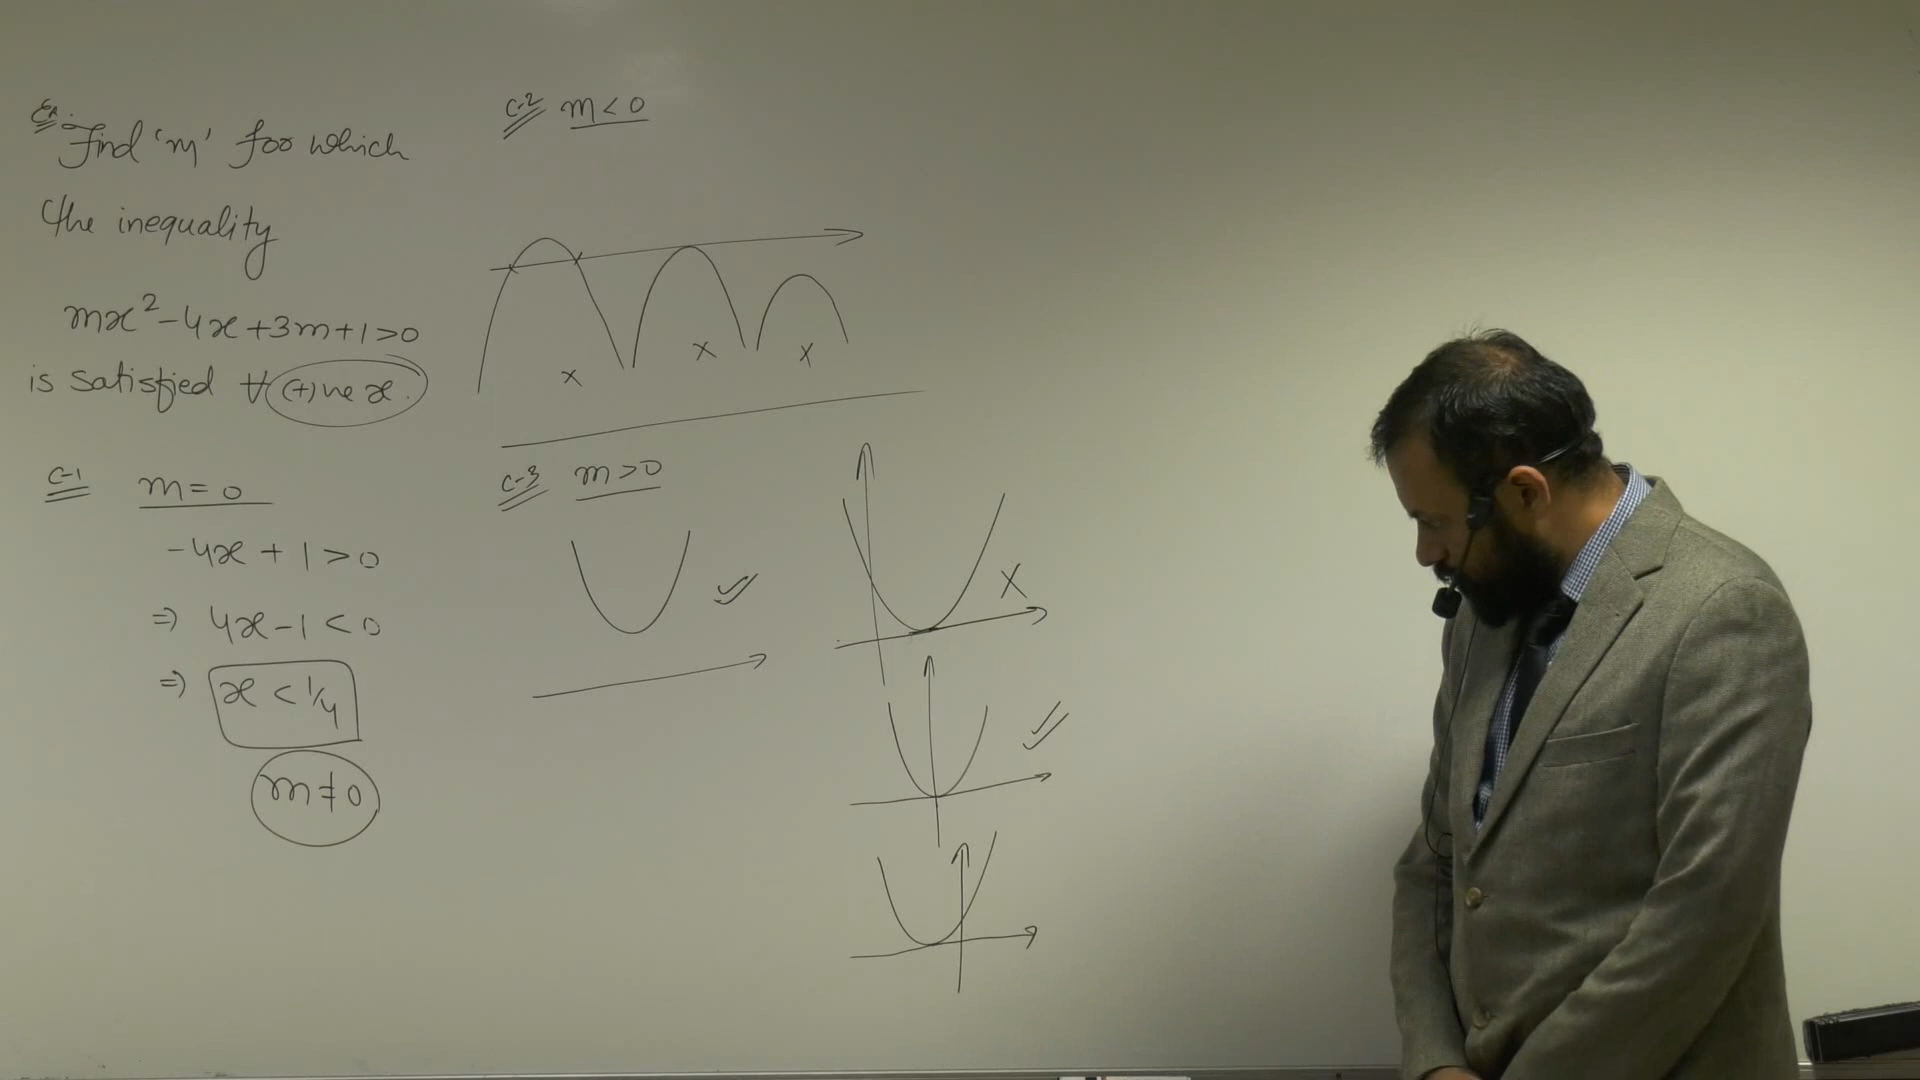 Ex:
Find 'm' for which
the inequality
mx²-4x+3m+1>0
is satisfied ∀ (+)ve x.
C-1 m=0
-4x+1>0
⇒ 4x-1<0
⇒ x<1/4
m≠0
C-2 m<0
x x x
C-3 m>0
X